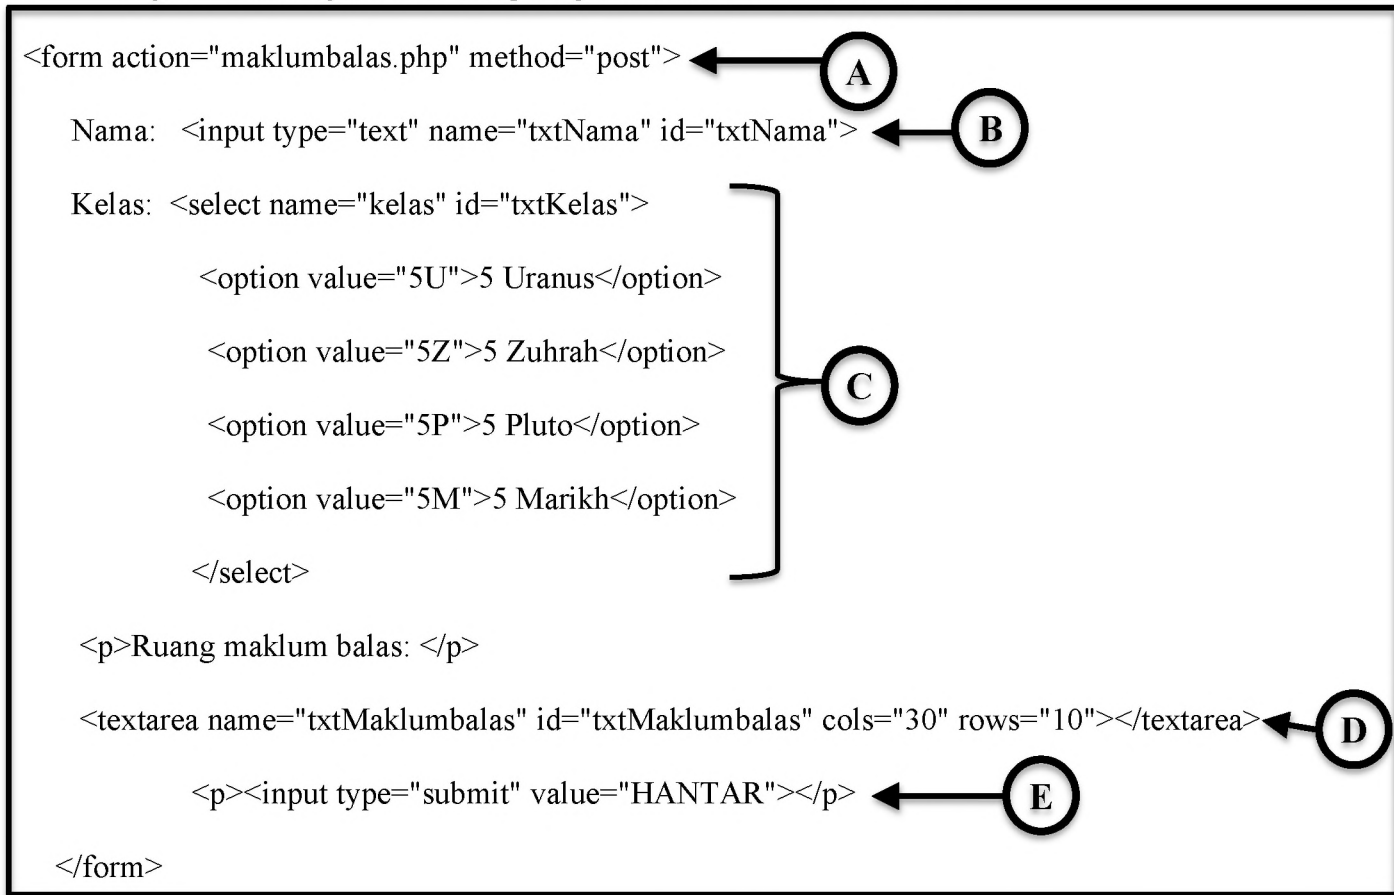 <form action="maklumbalas.php" method="post">
A
Nama: <input type="text" name="txtNama" id="txtNama">
B
Kelas: <select name="kelas" id="txtKelas">
<option value="5U">5 Uranus</option>
<option value="5Z">5 Zuhrah</option>
C
<option value="5P">5 Pluto</option>
<option value="5M">5 Marikh</option>
</select>
<p>Ruang maklum balas: </p>
<textarea name="txtMaklumbalas" id="txtMaklumbalas" cols="30" rows="10"></textarea>
D
<p><input type="submit" value="HANTAR"></p>
E
</form>